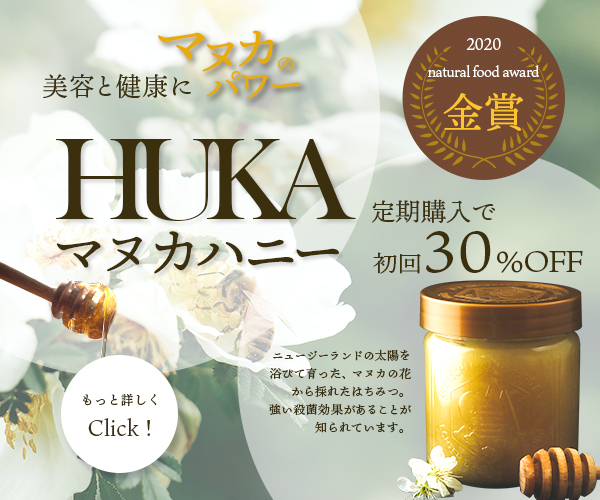 美容と健康に
マヌカの
パワー
2020
natural food award
金賞
HUKA
マヌカハニー
定期購入で
初回30%OFF
ニュージーランドの太陽を
浴びて育った、マヌカの花
から採れたはちみつ。
強い殺菌効果があることが
知られています。
もっと詳しく
Click !